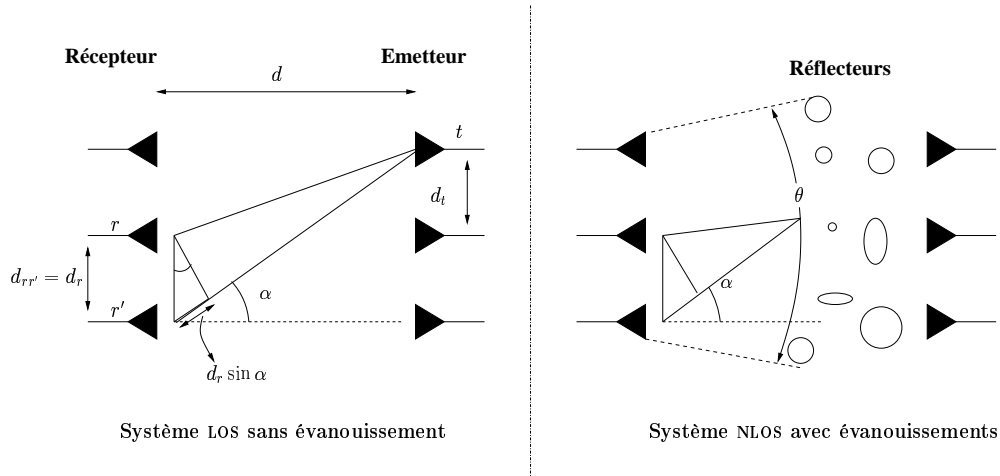 Récepteur
Emetteur
d
t
d_t
r
d_{rr'} = d_r
r'
α
d_r sin α
Système LOS sans évanouissement
Réflecteurs
θ
α
Système NLOS avec évanouissements